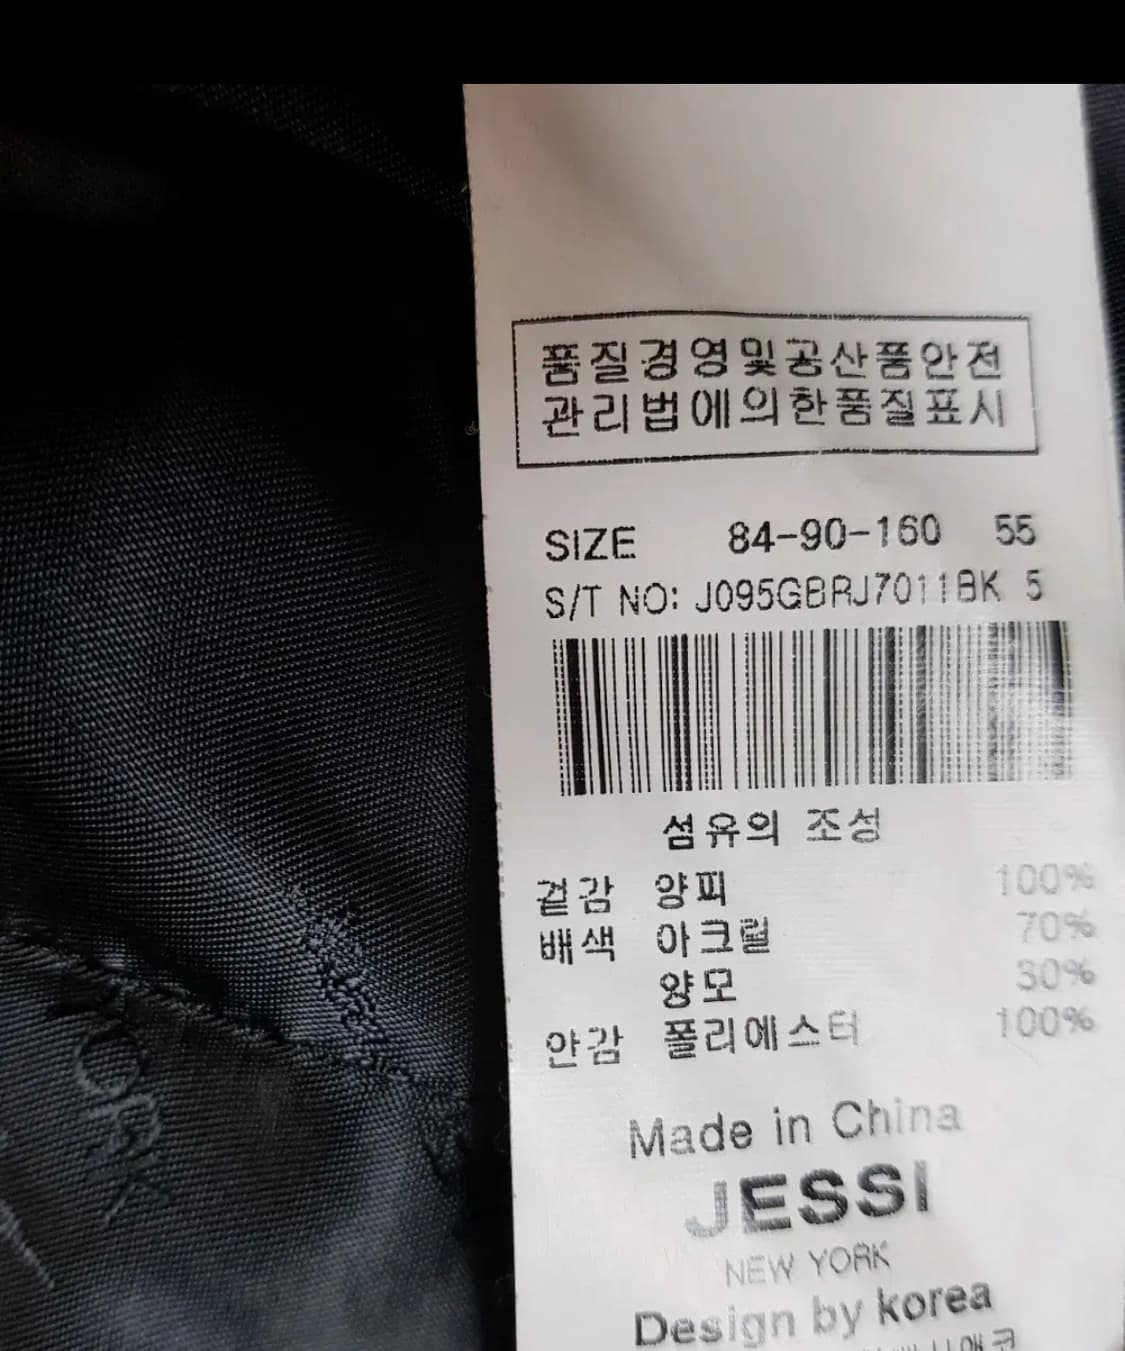 품질경영및공산품안전
관리법에의한품질표시
SIZE 84-90-160 55
S/T NO: J095GBRJ7011BK 5
섬유의 조성
겉감 양피 100%
배색 아크릴 70%
양모 30%
안감 폴리에스터 100%
Made in China
JESSI
NEW YORK
Design by korea
YORK